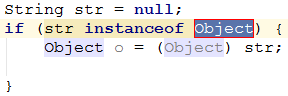 String str = null;
if (str instanceof Object) {
Object o = (Object) str;
}